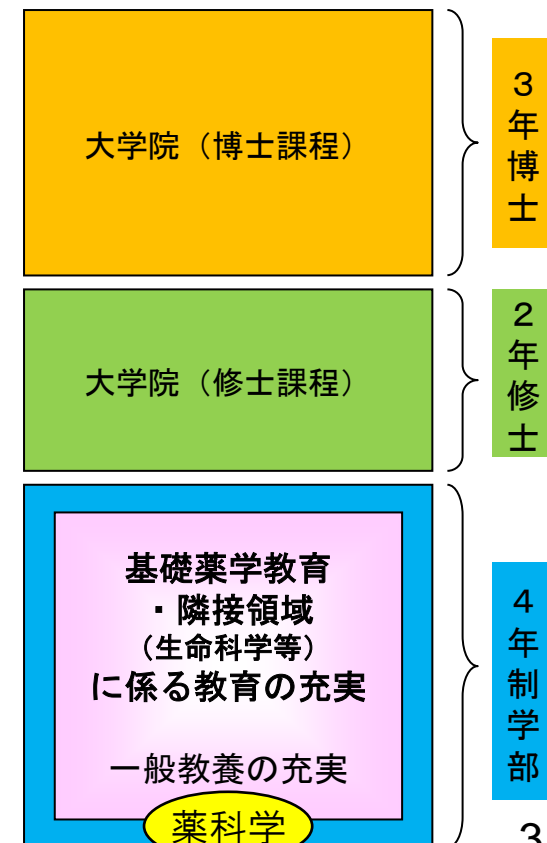 大学院（博士課程）
３年博士
大学院（修士課程）
２年修士
基礎薬学教育
・隣接領域
（生命科学等）
に係る教育の充実
一般教養の充実
薬科学
４年制学部
3